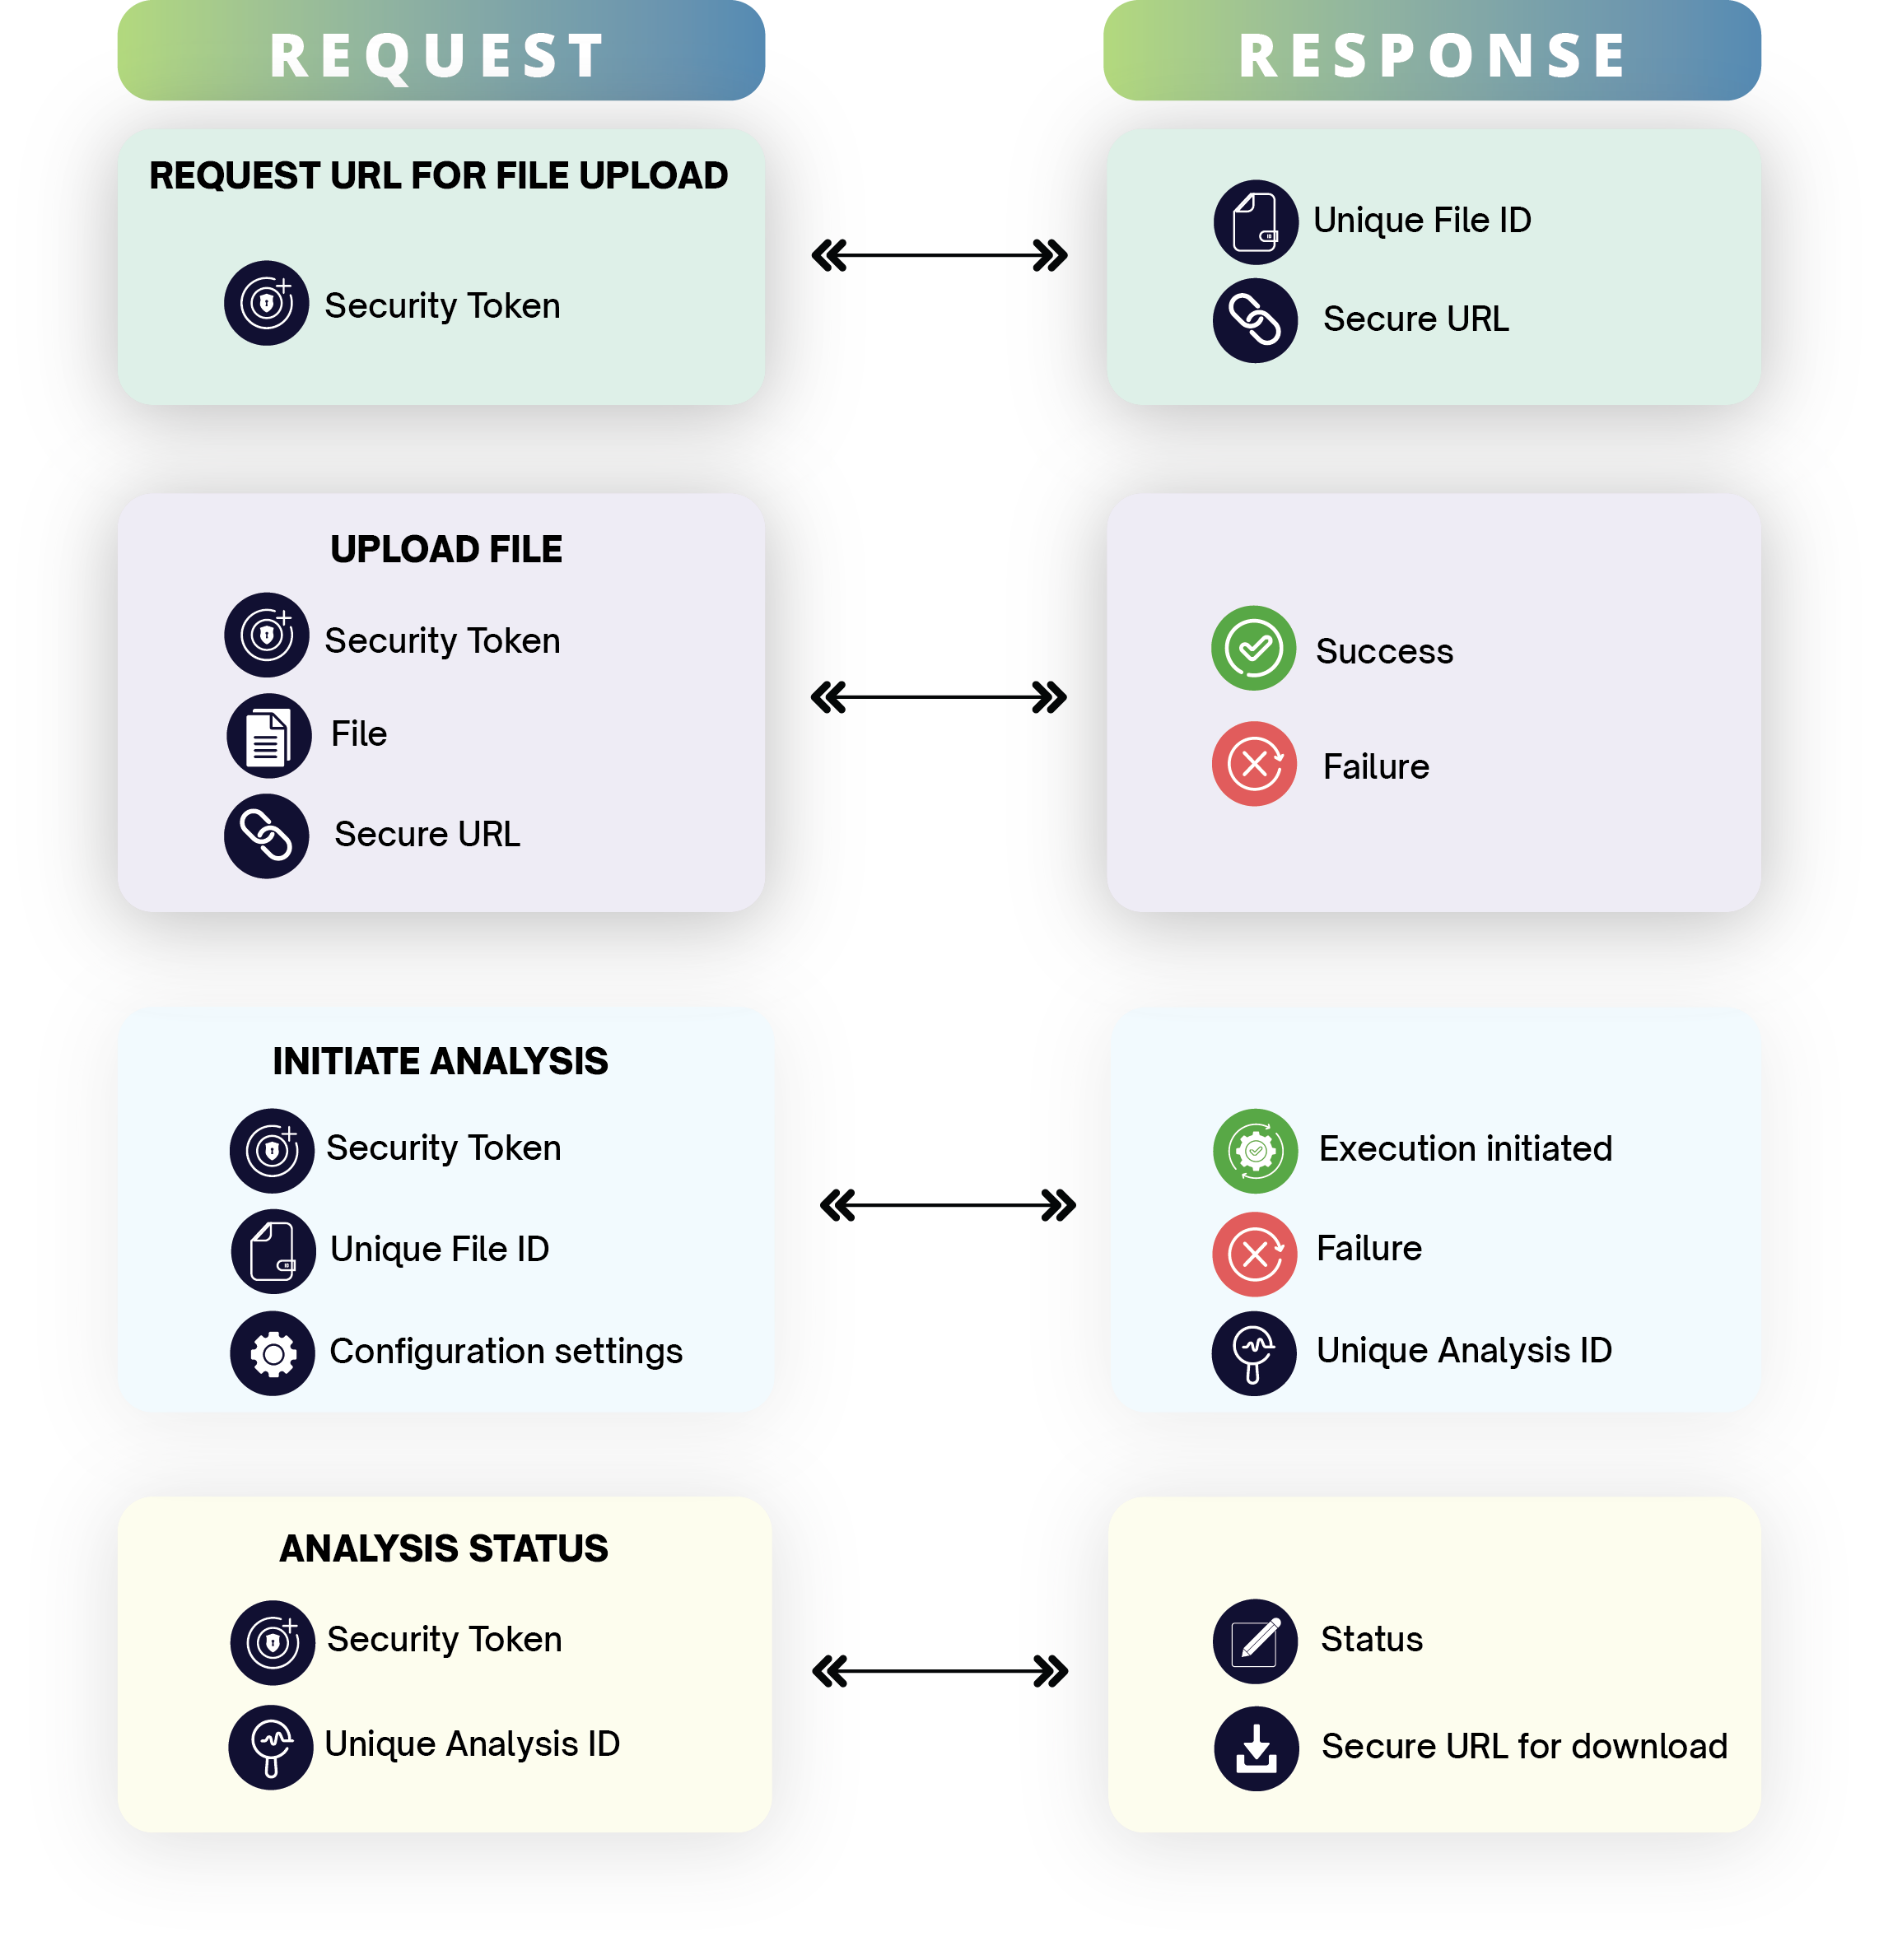 REQUEST
RESPONSE
REQUEST URL FOR FILE UPLOAD
Security Token
Unique File ID
Secure URL
UPLOAD FILE
Security Token
File
Secure URL
Success
Failure
INITIATE ANALYSIS
Security Token
Unique File ID
Configuration settings
Execution initiated
Failure
Unique Analysis ID
ANALYSIS STATUS
Security Token
Unique Analysis ID
Status
Secure URL for download